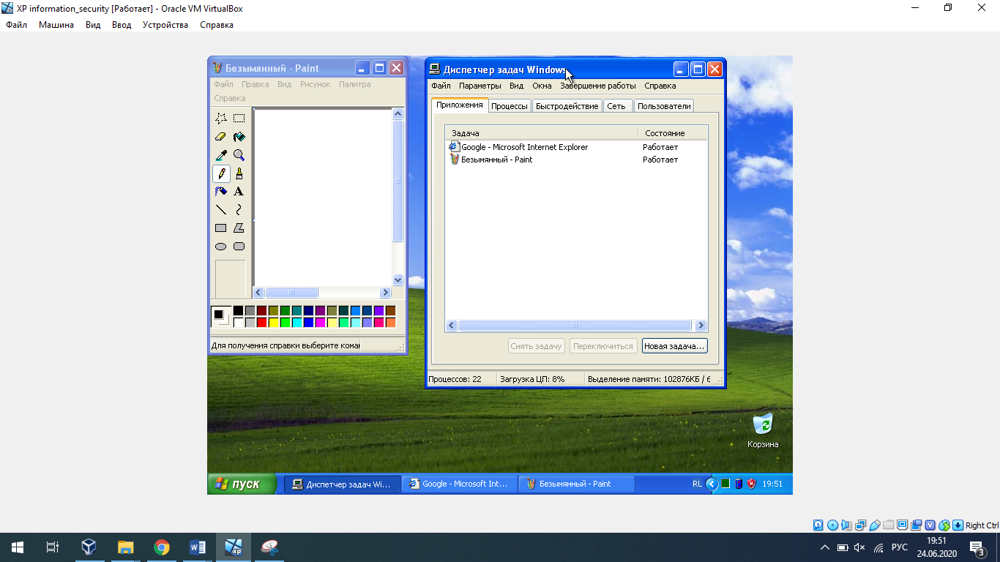 XP information_security [Работает] - Oracle VM VirtualBox
Файл Машина Вид Ввод Устройства Справка
Безымянный - Paint
Файл Правка Вид Рисунок Палитра
Справка
A
Для получения справки выберите кома
Диспетчер задач Windows
Файл Параметры Вид Окна Завершение работы Справка
Приложения Процессы Быстродействие Сеть Пользователи
Задача Состояние
Google - Microsoft Internet Explorer Работает
Безымянный - Paint Работает
Снять задачу Переключиться Новая задача...
Процессов: 22 Загрузка ЦП: 8% Выделение памяти: 102876КБ / 6
Корзина
пуск Диспетчер задач Wi... Google - Microsoft Int... Безымянный - Paint RL 19:51
Right Ctrl
W xp РУС 19:51
24.06.2020 3